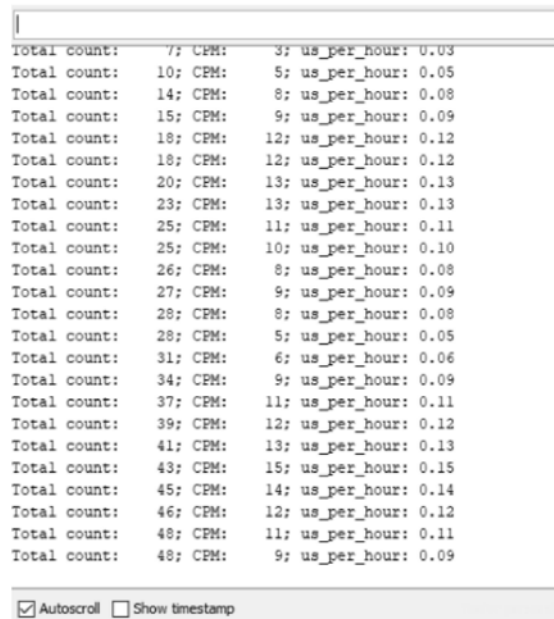 Total count: 7; CPM: 3; us_per_hour: 0.03
Total count: 10; CPM: 5; us_per_hour: 0.05
Total count: 14; CPM: 8; us_per_hour: 0.08
Total count: 15; CPM: 9; us_per_hour: 0.09
Total count: 18; CPM: 12; us_per_hour: 0.12
Total count: 18; CPM: 12; us_per_hour: 0.12
Total count: 20; CPM: 13; us_per_hour: 0.13
Total count: 23; CPM: 13; us_per_hour: 0.13
Total count: 25; CPM: 11; us_per_hour: 0.11
Total count: 25; CPM: 10; us_per_hour: 0.10
Total count: 26; CPM: 8; us_per_hour: 0.08
Total count: 27; CPM: 9; us_per_hour: 0.09
Total count: 28; CPM: 8; us_per_hour: 0.08
Total count: 28; CPM: 5; us_per_hour: 0.05
Total count: 31; CPM: 6; us_per_hour: 0.06
Total count: 34; CPM: 9; us_per_hour: 0.09
Total count: 37; CPM: 11; us_per_hour: 0.11
Total count: 39; CPM: 12; us_per_hour: 0.12
Total count: 41; CPM: 13; us_per_hour: 0.13
Total count: 43; CPM: 15; us_per_hour: 0.15
Total count: 45; CPM: 14; us_per_hour: 0.14
Total count: 46; CPM: 12; us_per_hour: 0.12
Total count: 48; CPM: 11; us_per_hour: 0.11
Total count: 48; CPM: 9; us_per_hour: 0.09
Autoscroll Show timestamp